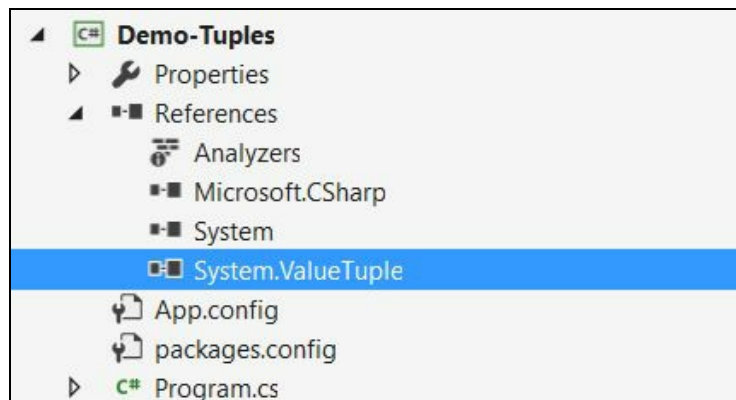 C# Demo-Tuples
Properties
References
Analyzers
Microsoft.CSharp
System
System.ValueTuple
App.config
packages.config
C# Program.cs